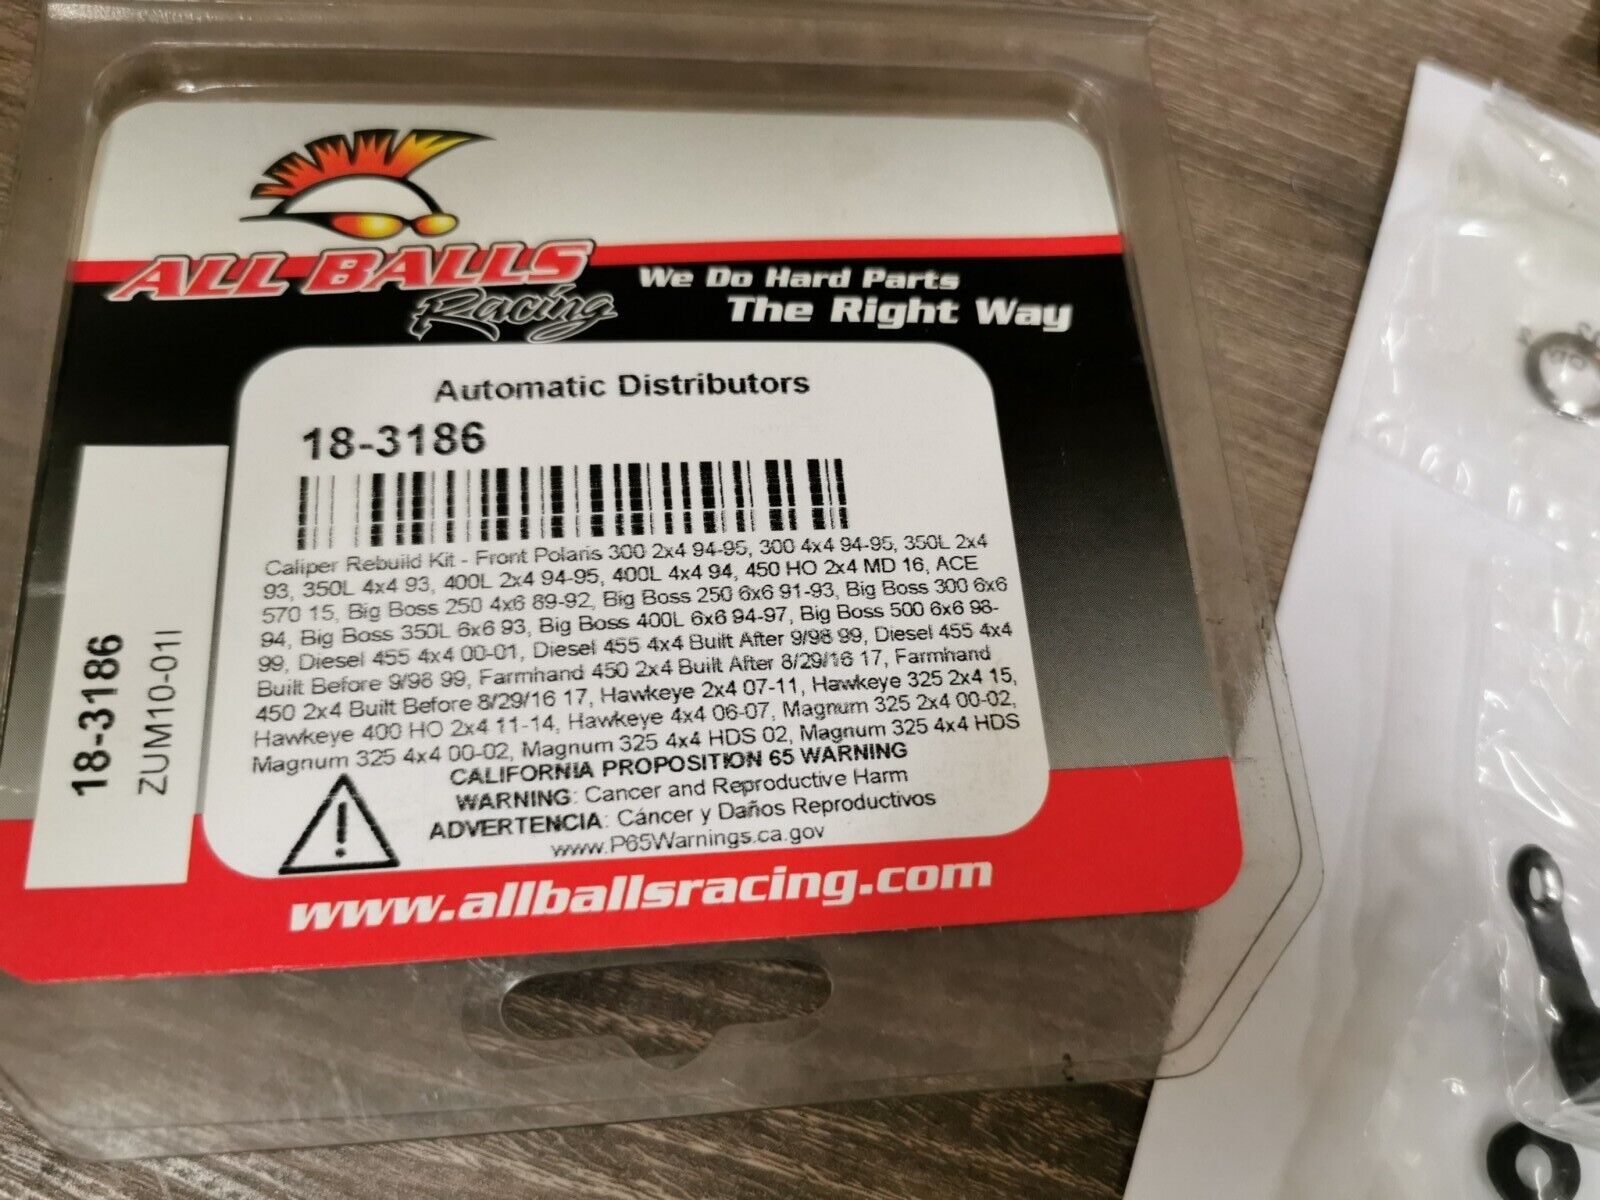 ALL BALLS
Racing
We Do Hard Parts
The Right Way
Automatic Distributors
18-3186
Caliper Rebuild Kit - Front Polaris 300 2x4 94-95, 300 4x4 94-95, 350L 2x4
93, 350L 4x4 93, 400L 2x4 94-95, 400L 4x4 94, 450 HO 2x4 MD 16, ACE
570 15, Big Boss 250 4x6 89-92, Big Boss 250 6x6 91-93, Big Boss 300 6x6
94, Big Boss 350L 6x6 93, Big Boss 400L 6x6 94-97, Big Boss 500 6x6 98-
99, Diesel 455 4x4 00-01, Diesel 455 4x4 Built After 9/98 99, Diesel 455 4x4
Built Before 9/98 99, Farmhand 450 2x4 Built After 8/29/16 17, Farmhand
450 2x4 Built Before 8/29/16 17, Hawkeye 2x4 07-11, Hawkeye 325 2x4 15,
Hawkeye 400 HO 2x4 11-14, Hawkeye 4x4 06-07, Magnum 325 2x4 00-02,
Magnum 325 4x4 00-02, Magnum 325 4x4 HDS 02, Magnum 325 4x4 HDS
CALIFORNIA PROPOSITION 65 WARNING
WARNING: Cancer and Reproductive Harm
ADVERTENCIA: Cáncer y Daños Reproductivos
www.P65Warnings.ca.gov
www.allballsracing.com
18-3186
ZUM10-01I